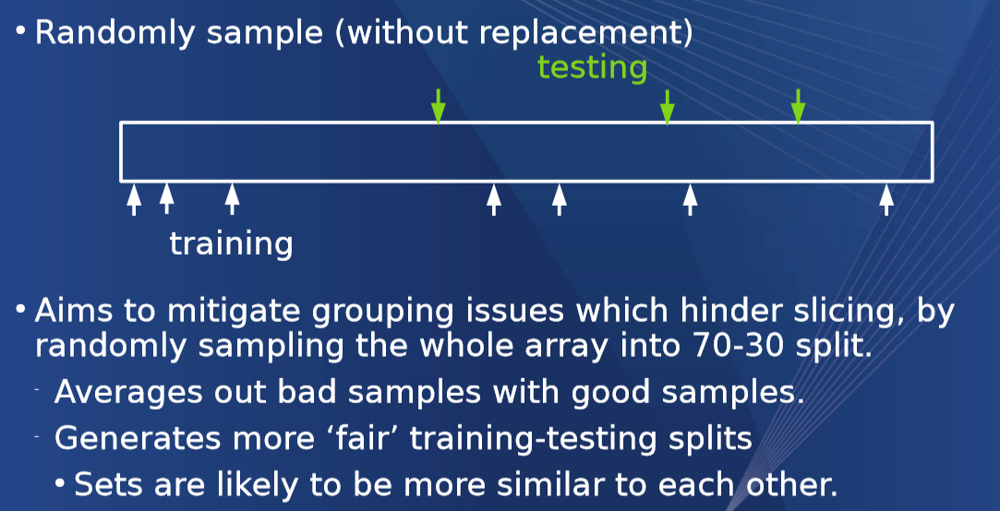 • Randomly sample (without replacement)
testing
training
• Aims to mitigate grouping issues which hinder slicing, by
randomly sampling the whole array into 70-30 split.
- Averages out bad samples with good samples.
- Generates more ‘fair’ training-testing splits
• Sets are likely to be more similar to each other.